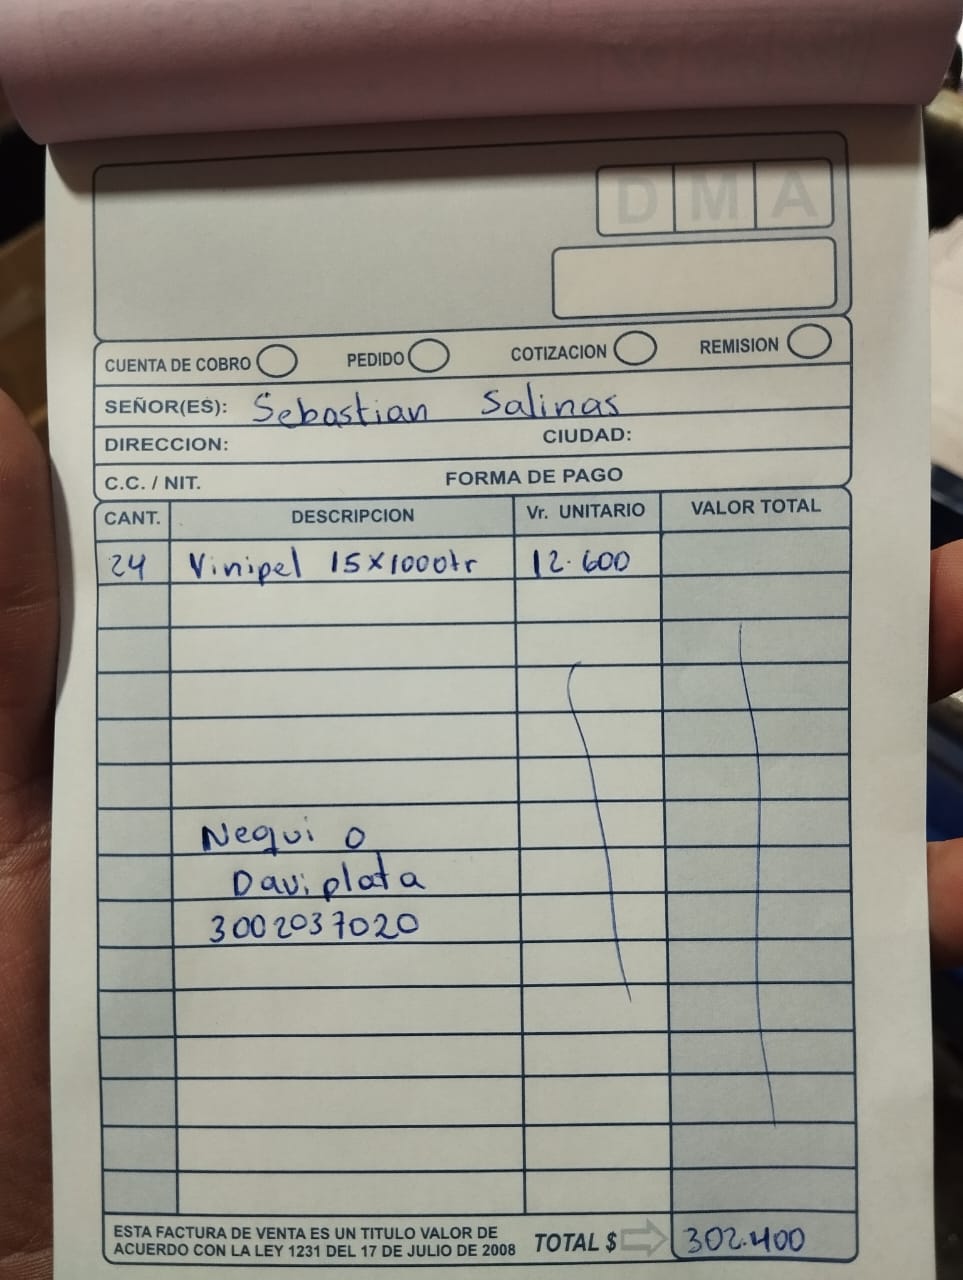 D M A
CUENTA DE COBRO PEDIDO COTIZACION REMISION
SEÑOR(ES): Sebastian Salinas
DIRECCION: CIUDAD:
C.C. / NIT. FORMA DE PAGO
CANT. DESCRIPCION Vr. UNITARIO VALOR TOTAL
24 Vinipel 15x1000tr 12.600
Nequi o
Daviplata
3002037020
ESTA FACTURA DE VENTA ES UN TITULO VALOR DE
ACUERDO CON LA LEY 1231 DEL 17 DE JULIO DE 2008 TOTAL $ 302.400